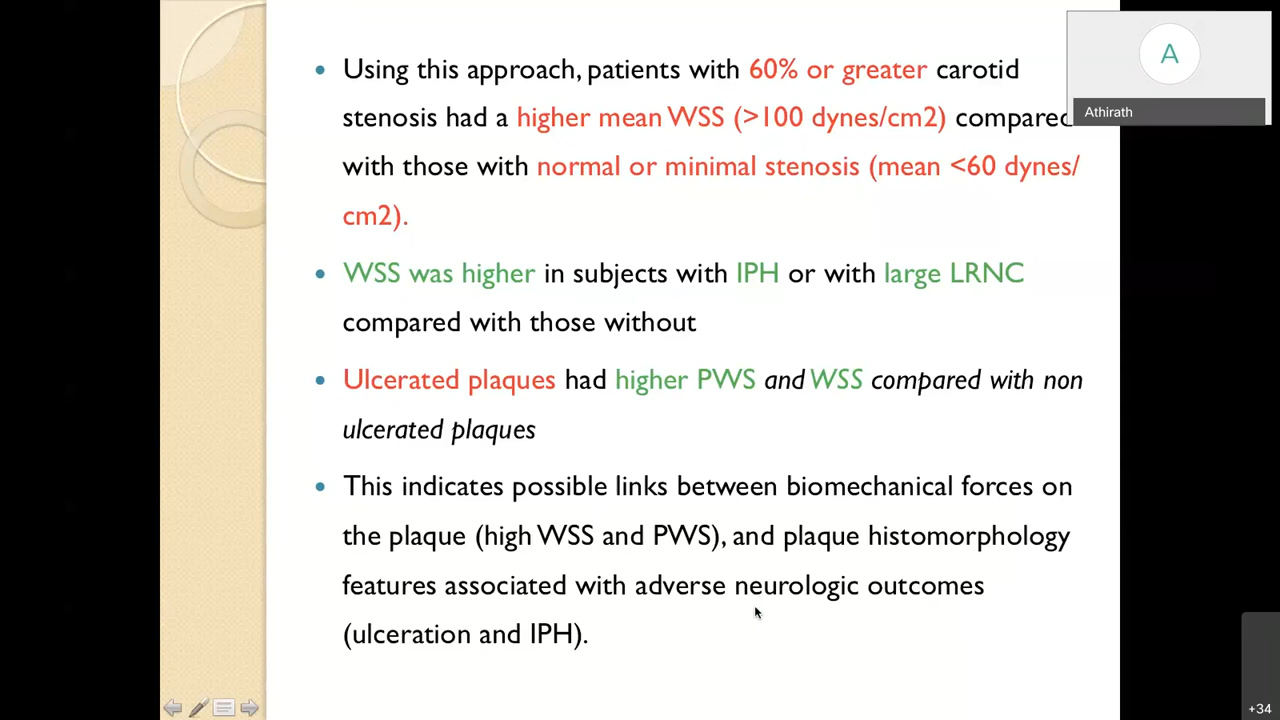 Using this approach, patients with 60% or greater carotid
stenosis had a higher mean WSS (>100 dynes/cm2) compared
with those with normal or minimal stenosis (mean <60 dynes/
cm2).
WSS was higher in subjects with IPH or with large LRNC
compared with those without
Ulcerated plaques had higher PWS and WSS compared with non
ulcerated plaques
This indicates possible links between biomechanical forces on
the plaque (high WSS and PWS), and plaque histomorphology
features associated with adverse neurologic outcomes
(ulceration and IPH).
A
Athirath
+34